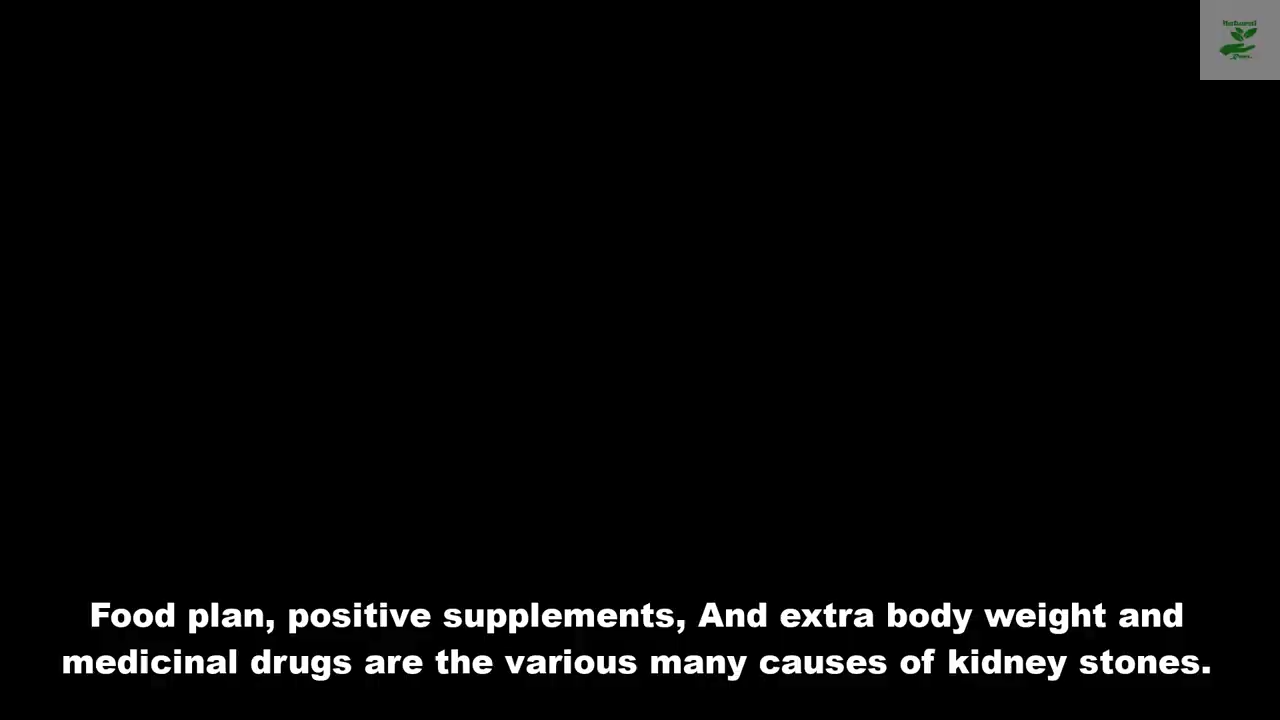 Natural
Food plan, positive supplements, And extra body weight and
medicinal drugs are the various many causes of kidney stones.